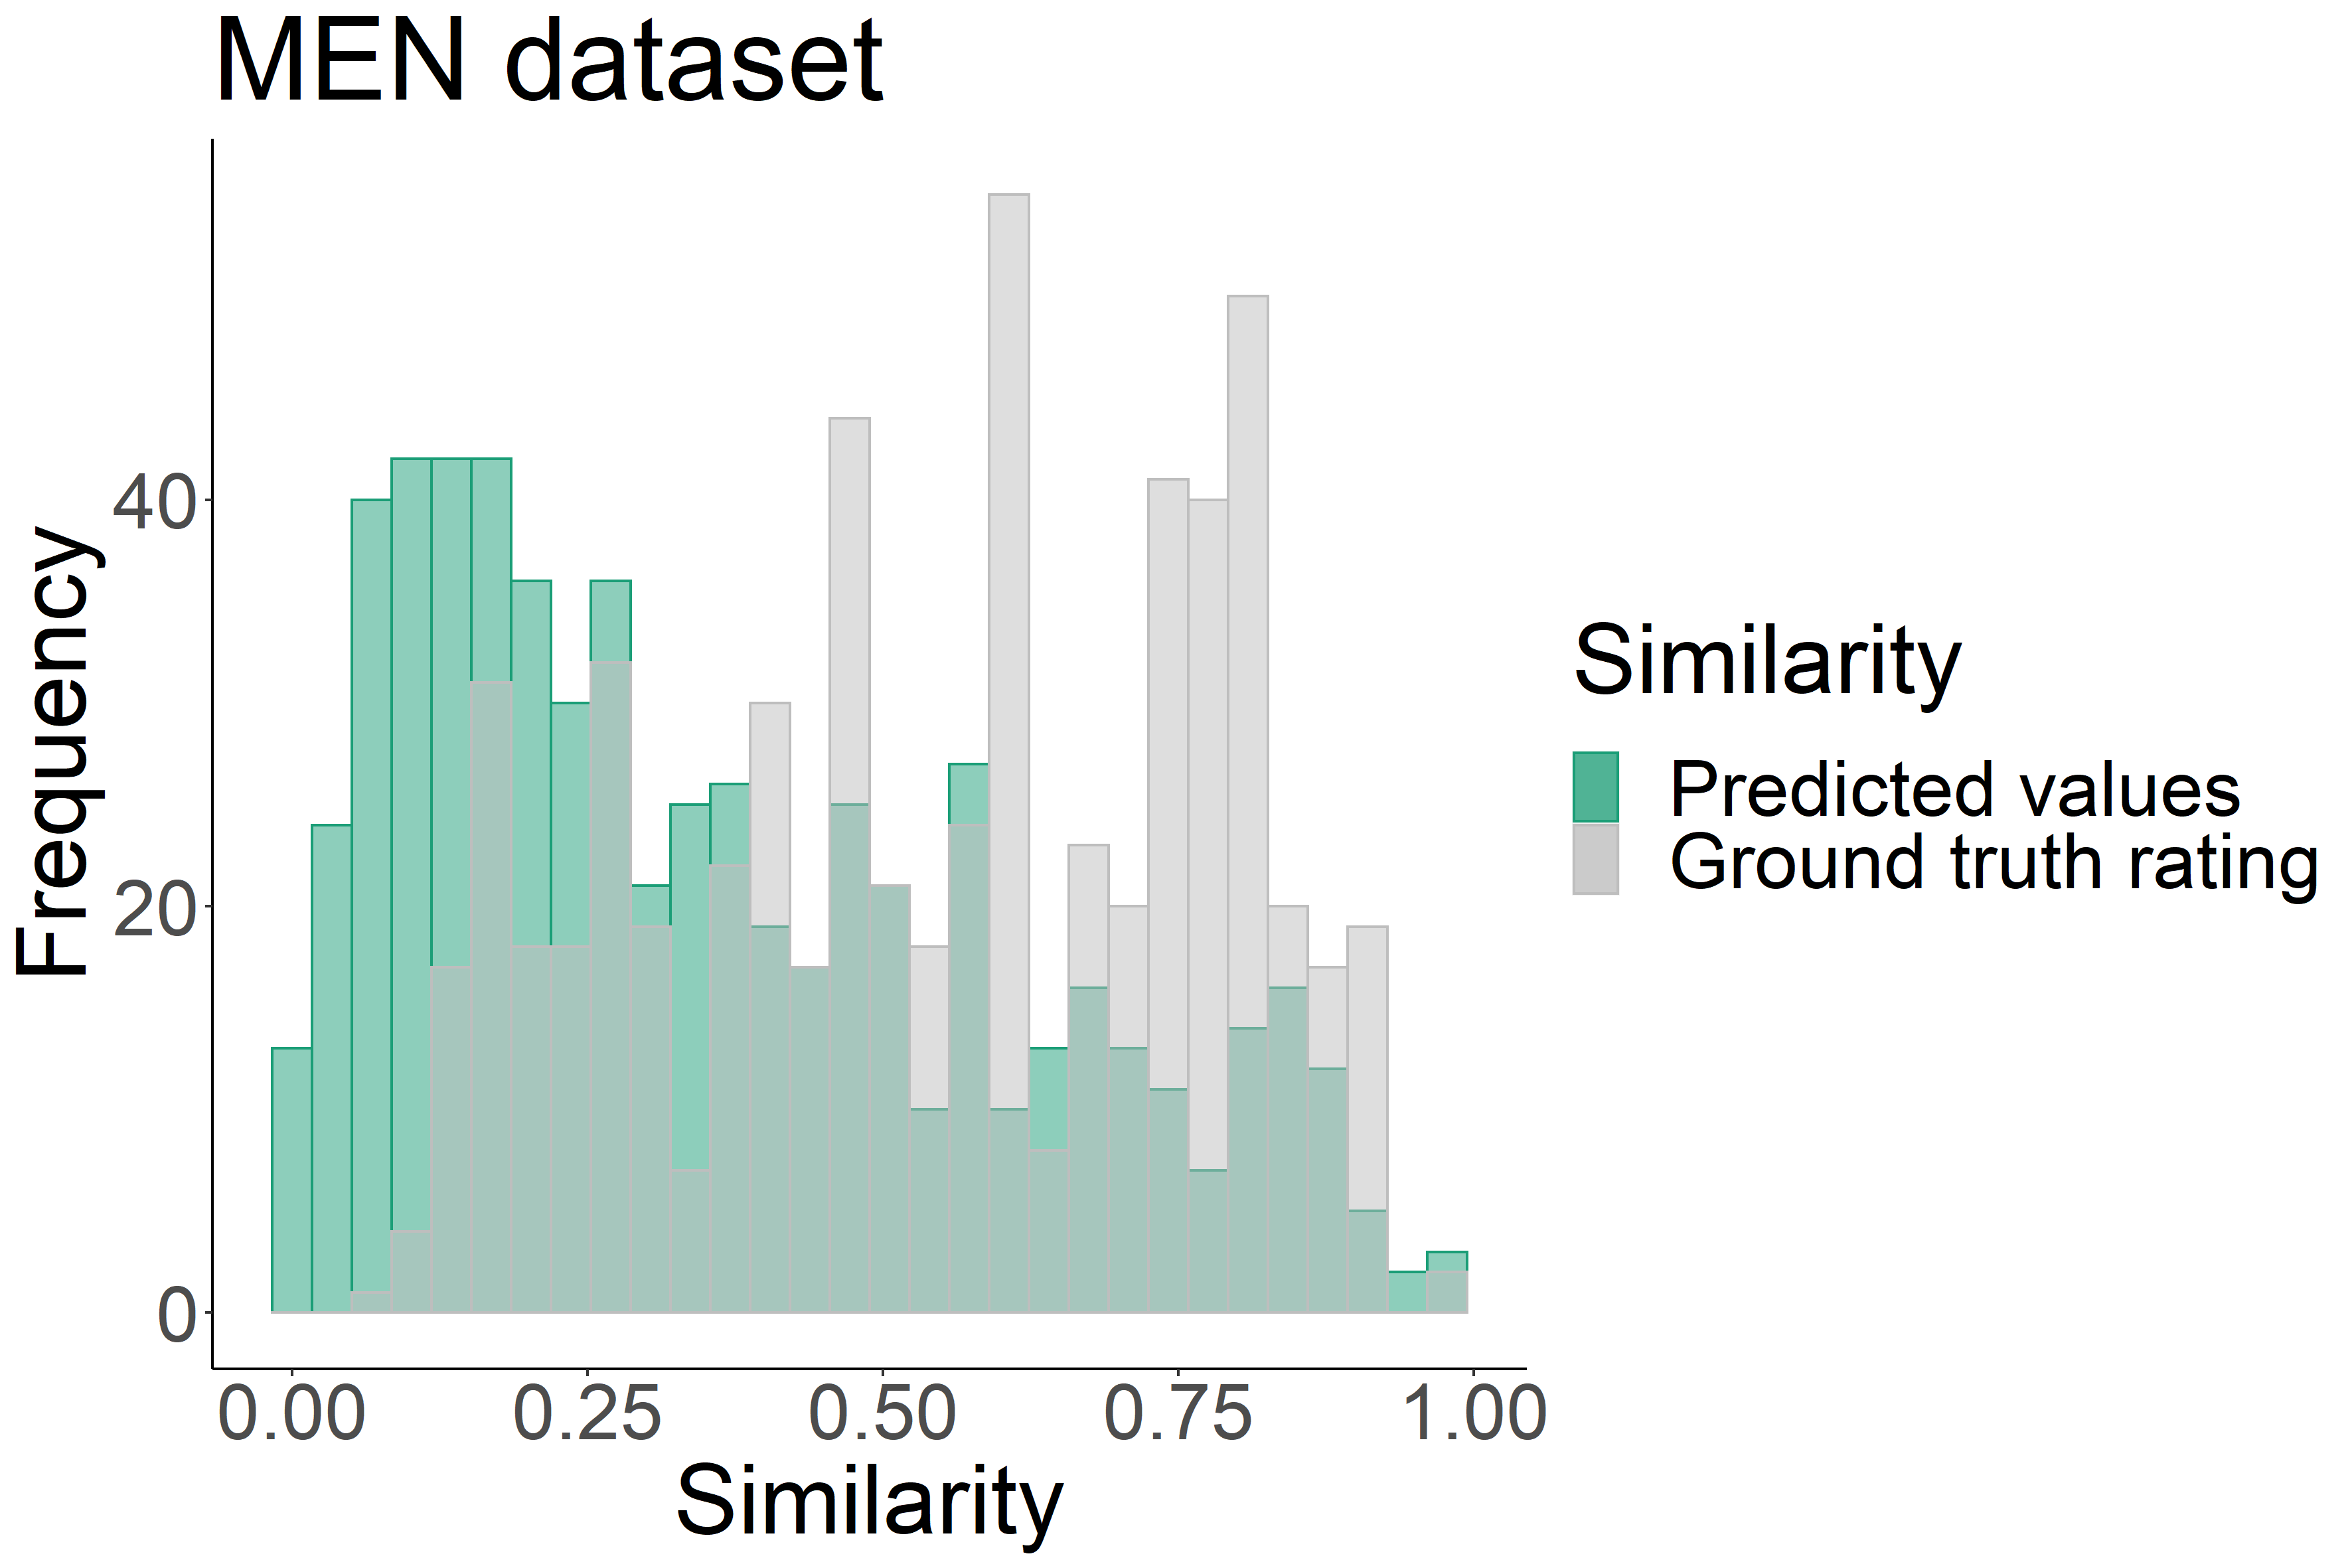 MEN dataset
Frequency
40
20
0
0.00 0.25 0.50 0.75 1.00
Similarity
Similarity
Predicted values
Ground truth rating